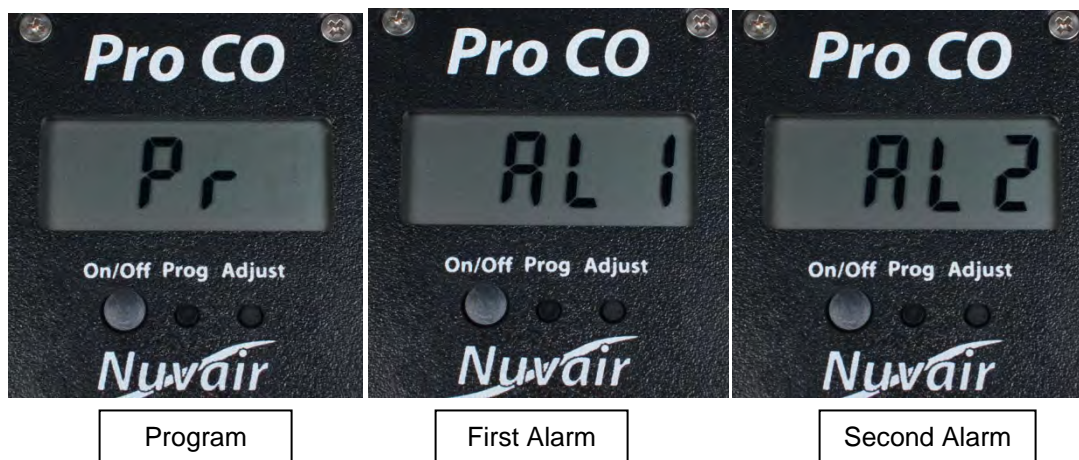 Pro CO
Pr
On/Off Prog Adjust
Nuvair
Program
Pro CO
AL1
On/Off Prog Adjust
Nuvair
First Alarm
Pro CO
AL2
On/Off Prog Adjust
Nuvair
Second Alarm